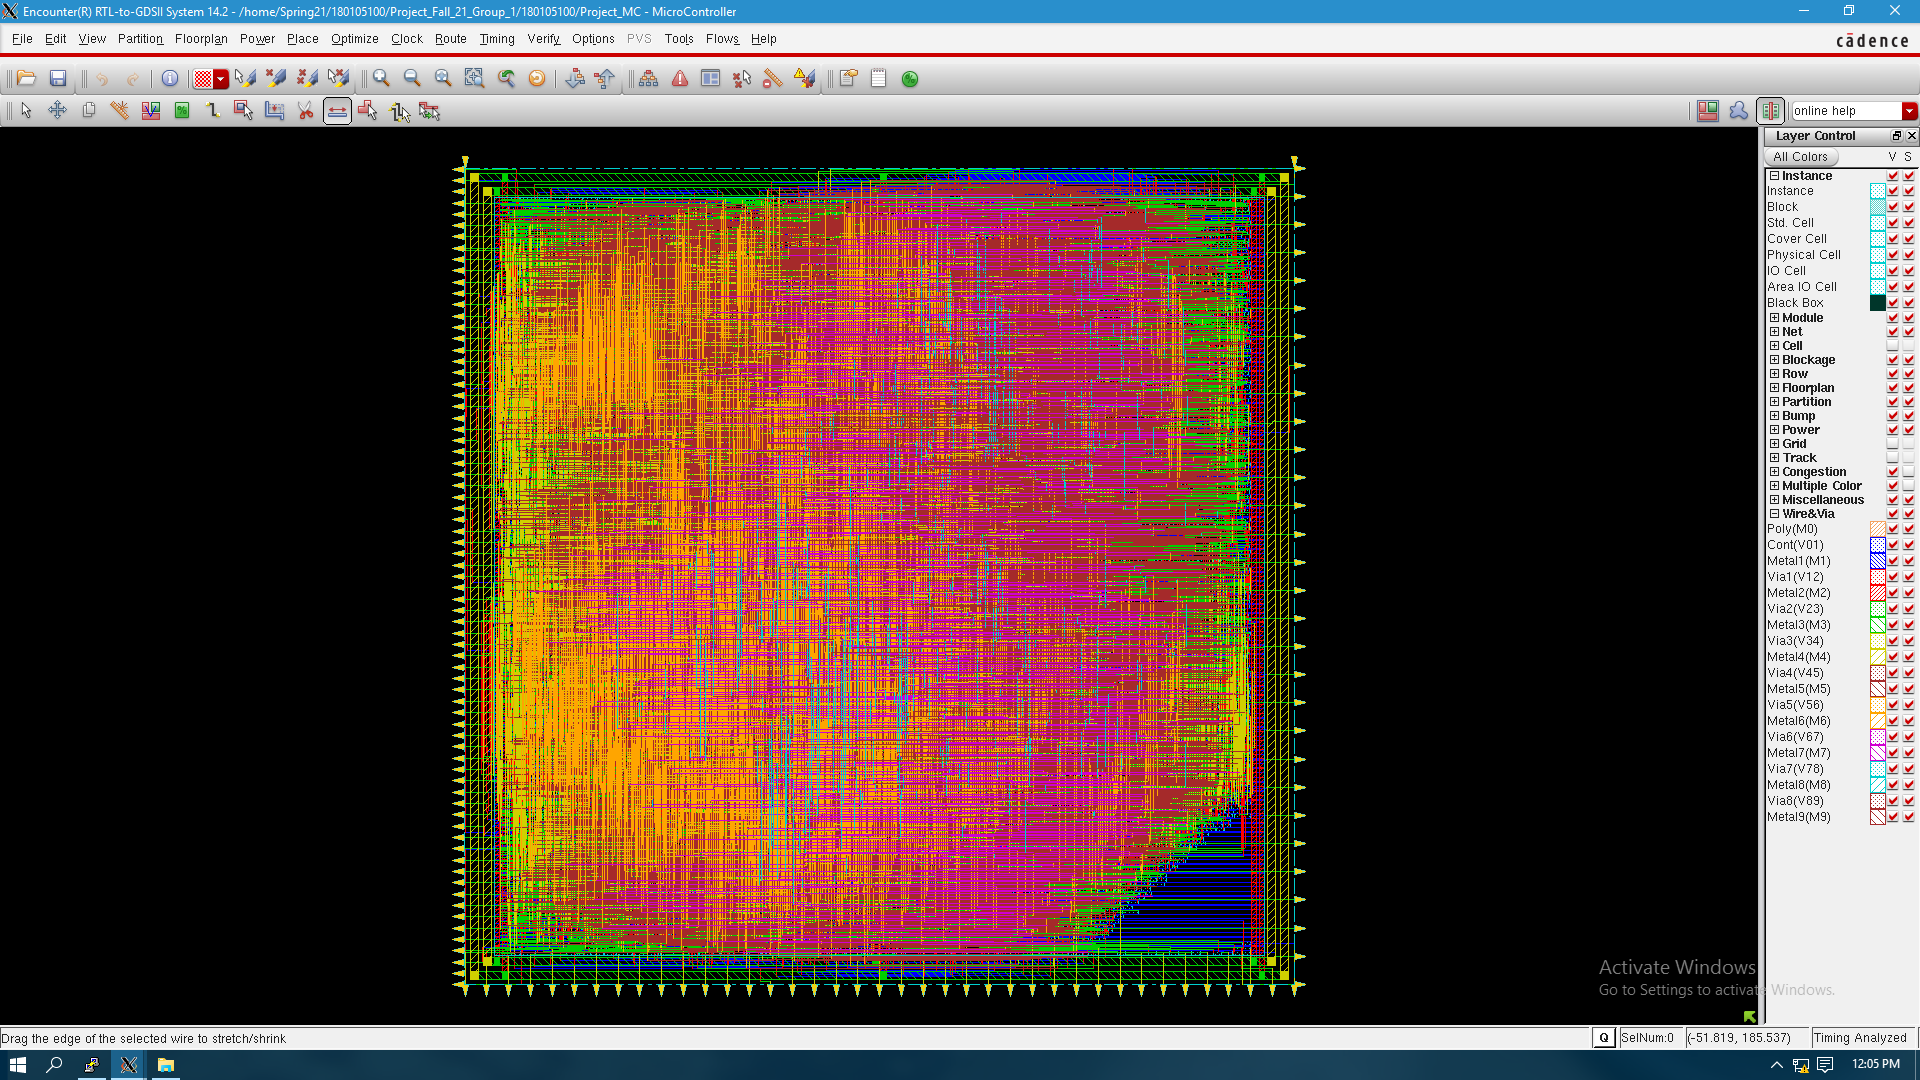 Encounter(R) RTL-to-GDSII System 14.2 - /home/Spring21/180105100/Project_Fall_21_Group_1/180105100/Project_MC - MicroController
File Edit View Partition Floorplan Power Place Optimize Clock Route Timing Verify Options PVS Tools Flows Help
cādence
online help
Layer Control
All Colors V S
Instance
Instance
Block
Std. Cell
Cover Cell
Physical Cell
IO Cell
Area IO Cell
Black Box
Module
Net
Cell
Blockage
Row
Floorplan
Partition
Bump
Power
Grid
Track
Congestion
Multiple Color
Miscellaneous
Wire&Via
Poly(M0)
Cont(V01)
Metal1(M1)
Via1(V12)
Metal2(M2)
Via2(V23)
Metal3(M3)
Via3(V34)
Metal4(M4)
Via4(V45)
Metal5(M5)
Via5(V56)
Metal6(M6)
Via6(V67)
Metal7(M7)
Via7(V78)
Metal8(M8)
Via8(V89)
Metal9(M9)
Activate Windows
Go to Settings to activate Windows.
Drag the edge of the selected wire to stretch/shrink
Q SelNum:0 (-51.819, 185.537) Timing Analyzed
12:05 PM